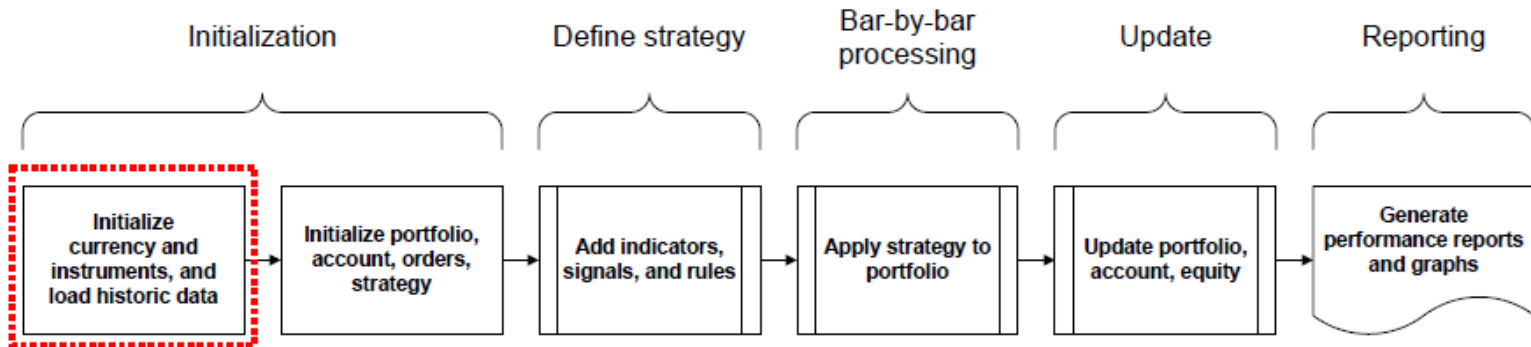 Initialization
Define strategy
Bar-by-bar
processing
Update
Reporting
Initialize
currency and
instruments, and
load historic data
Initialize portfolio,
account, orders,
strategy
Add indicators,
signals, and rules
Apply strategy to
portfolio
Update portfolio,
account, equity
Generate
performance reports
and graphs